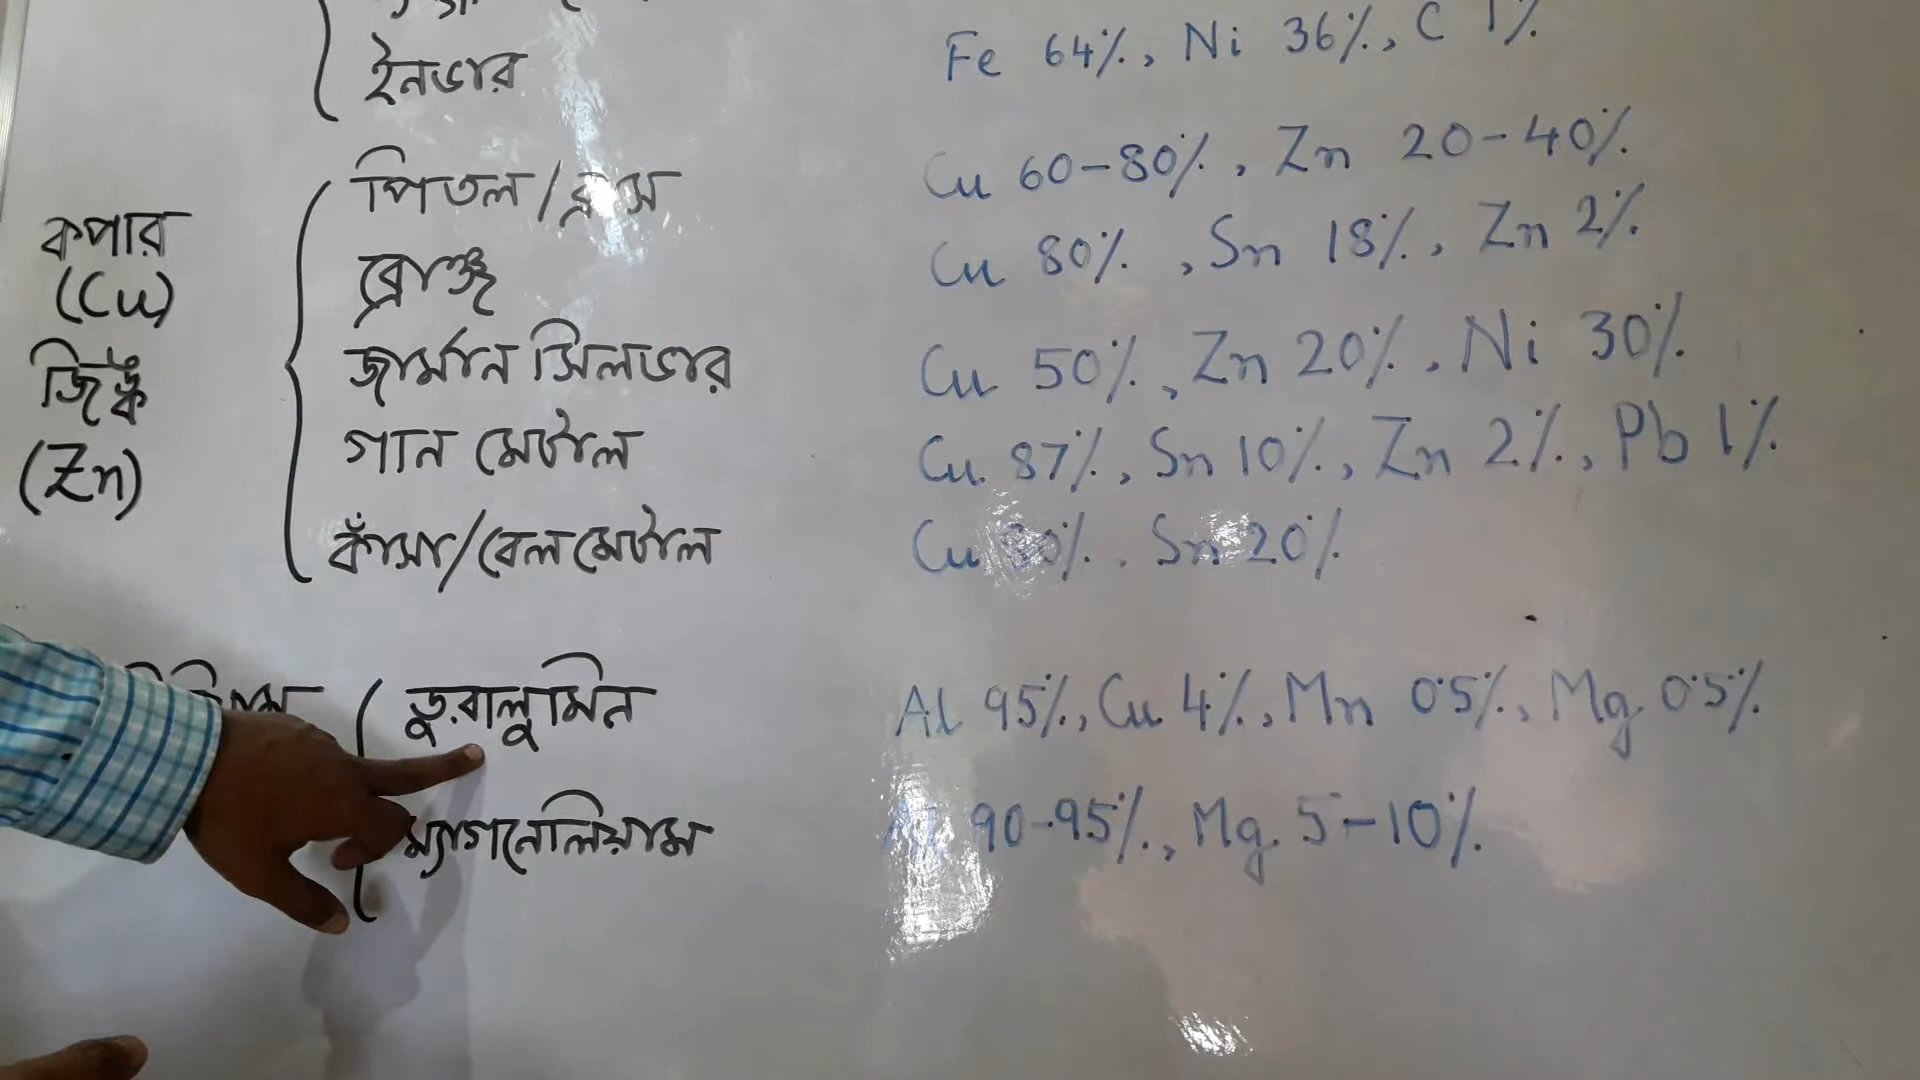 ইনভার Fe 64%, Ni 36%, C 1%
পিতল/ব্রাস Cu 60-80%, Zn 20-40%
কপার
(Cu)
ব্রোঞ্জ Cu 80%, Sn 18%, Zn 2%
জিঙ্ক
(Zn)
জার্মান সিলভার Cu 50%, Zn 20%, Ni 30%
গান মেটাল Cu 87%, Sn 10%, Zn 2%, Pb 1%
কাঁসা/বেল মেটাল Cu 80%. Sn 20%
ডুরালুমিন Al 95%, Cu 4%, Mn 0.5%, Mg 0.5%
ম্যাগনেলিয়াম Al 90-95%, Mg 5-10%